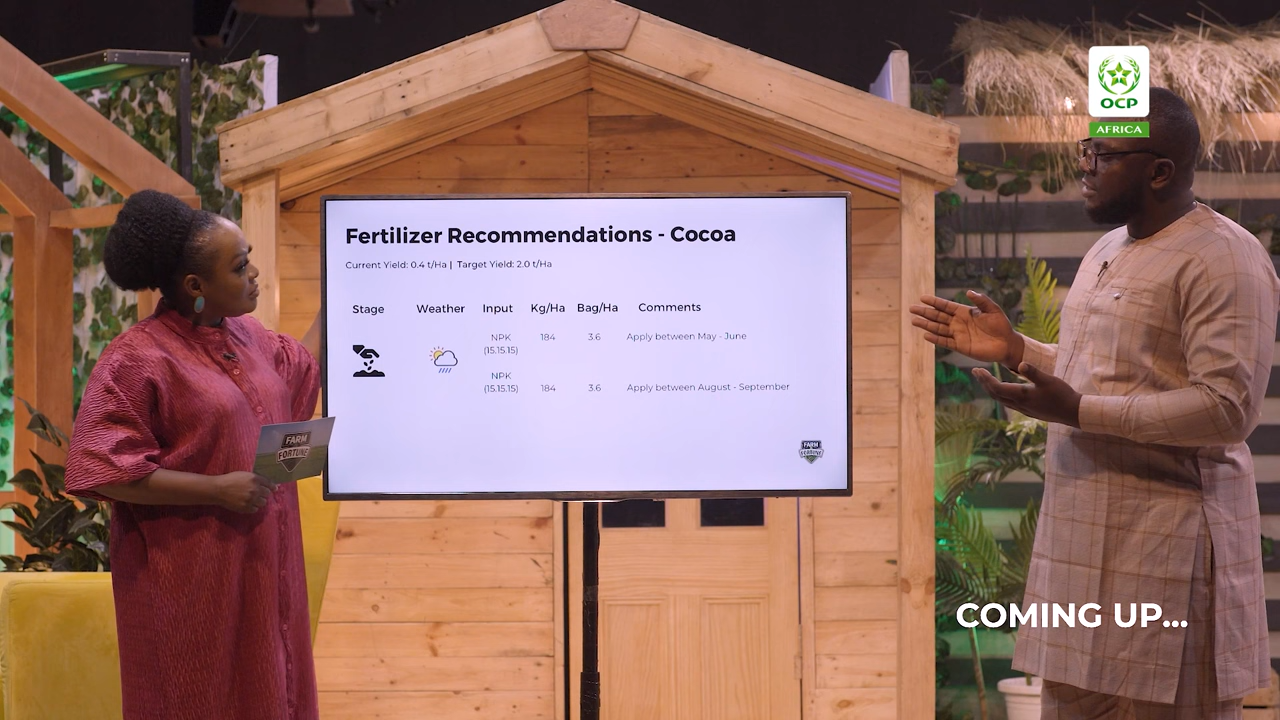 OCP
AFRICA
Fertilizer Recommendations - Cocoa
Current Yield: 0.4 t/Ha | Target Yield: 2.0 t/Ha
Stage Weather Input Kg/Ha Bag/Ha Comments
NPK 184 3.6 Apply between May - June
(15.15.15)
NPK
(15.15.15) 184 3.6 Apply between August - September
FARM
FORTUNE
FARM
FORTUNE
COMING UP...